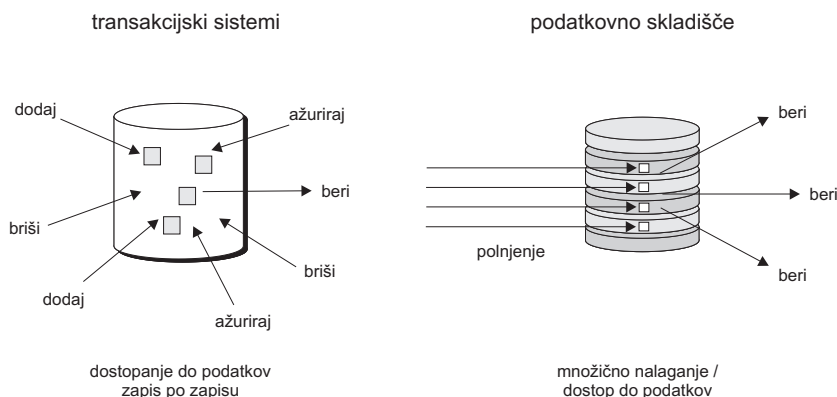 transakcijski sistemi
dodaj
ažuriraj
beri
briši
briši
dodaj
ažuriraj
dostopanje do podatkov
zapis po zapisu
podatkovno skladišče
beri
beri
polnjenje
beri
množično nalaganje /
dostop do podatkov